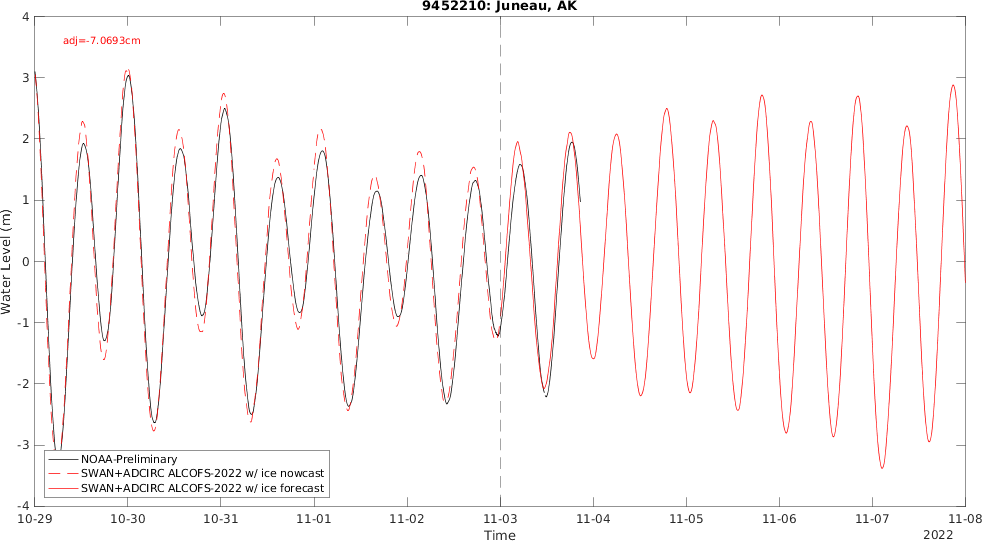 9452210: Juneau, AK
adj=-7.0693cm
4
3
2
1
0
-1
-2
-3
-4
Water Level (m)
NOAA-Preliminary
SWAN+ADCIRC ALCOFS-2022 w/ ice nowcast
SWAN+ADCIRC ALCOFS-2022 w/ ice forecast
10-29 10-30 10-31 11-01 11-02 11-03 11-04 11-05 11-06 11-07 11-08
Time
2022